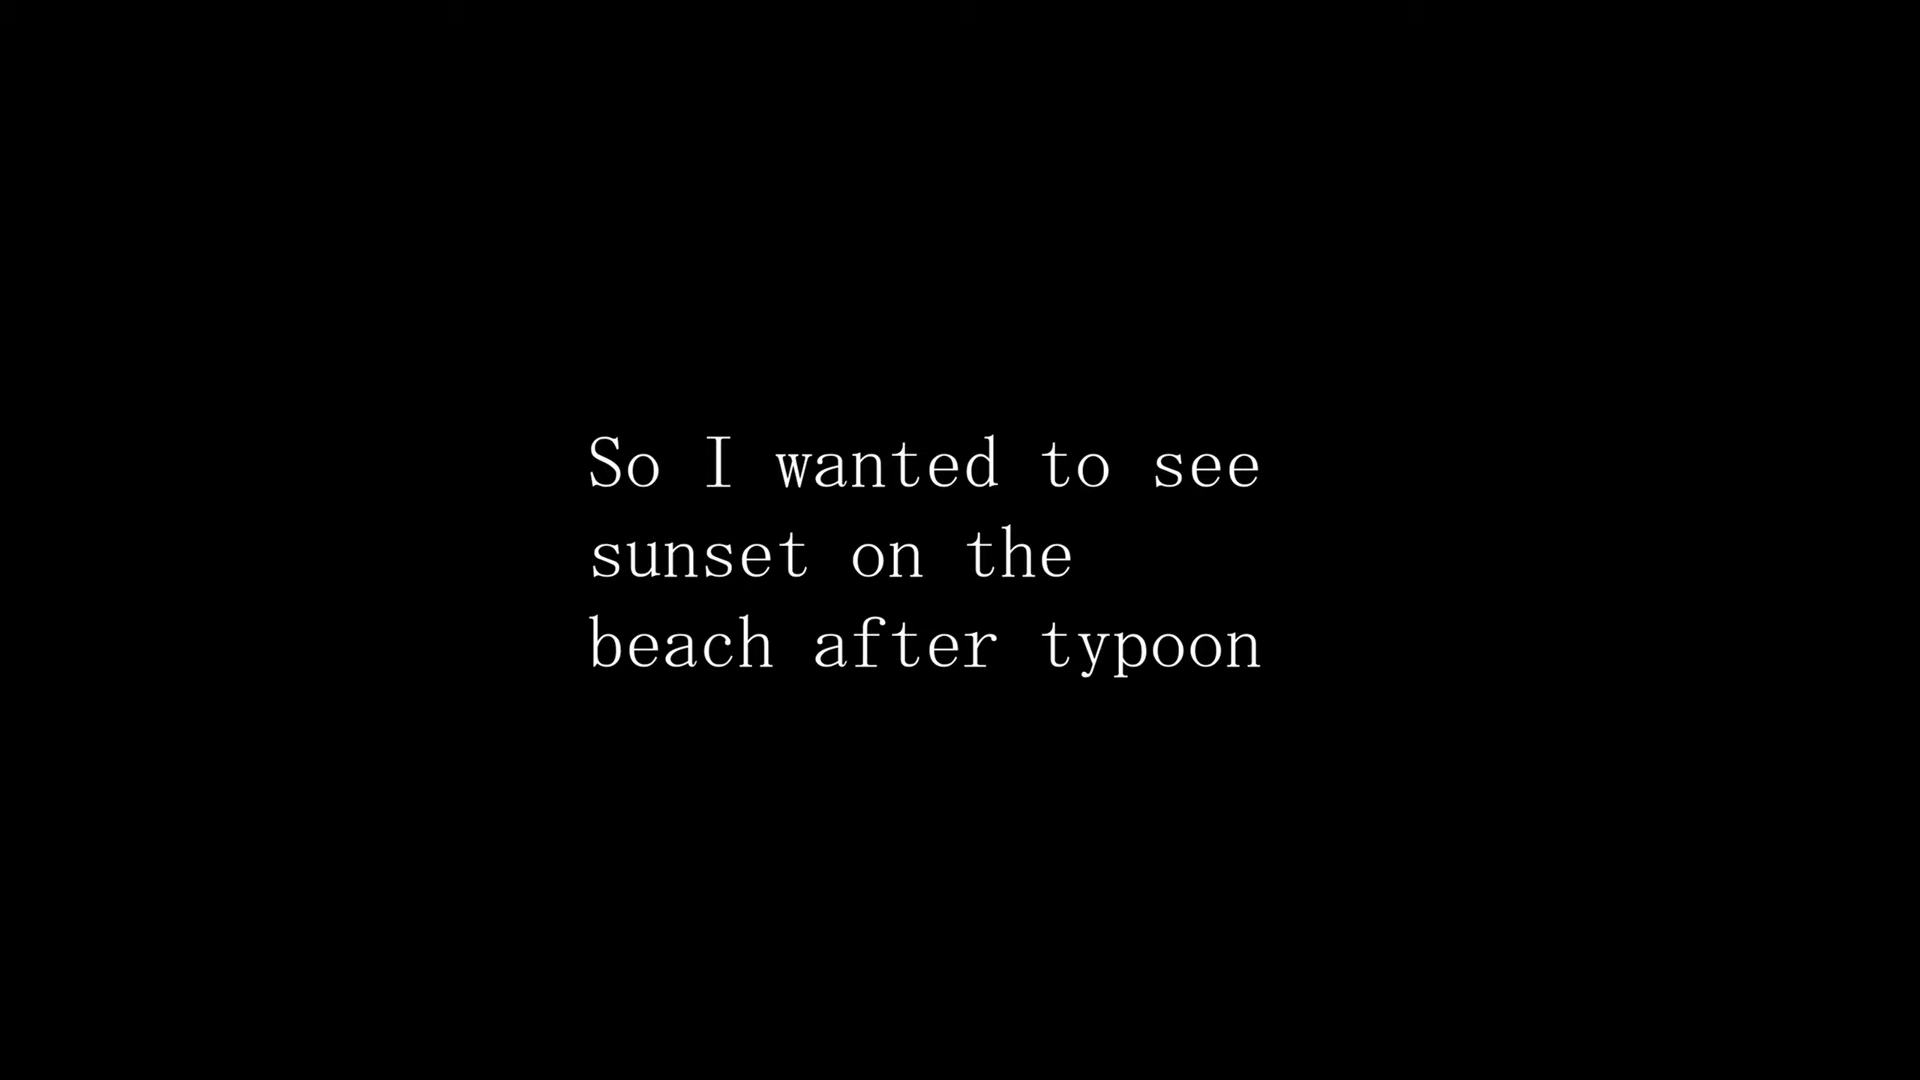 So I wanted to see
sunset on the
beach after typoon